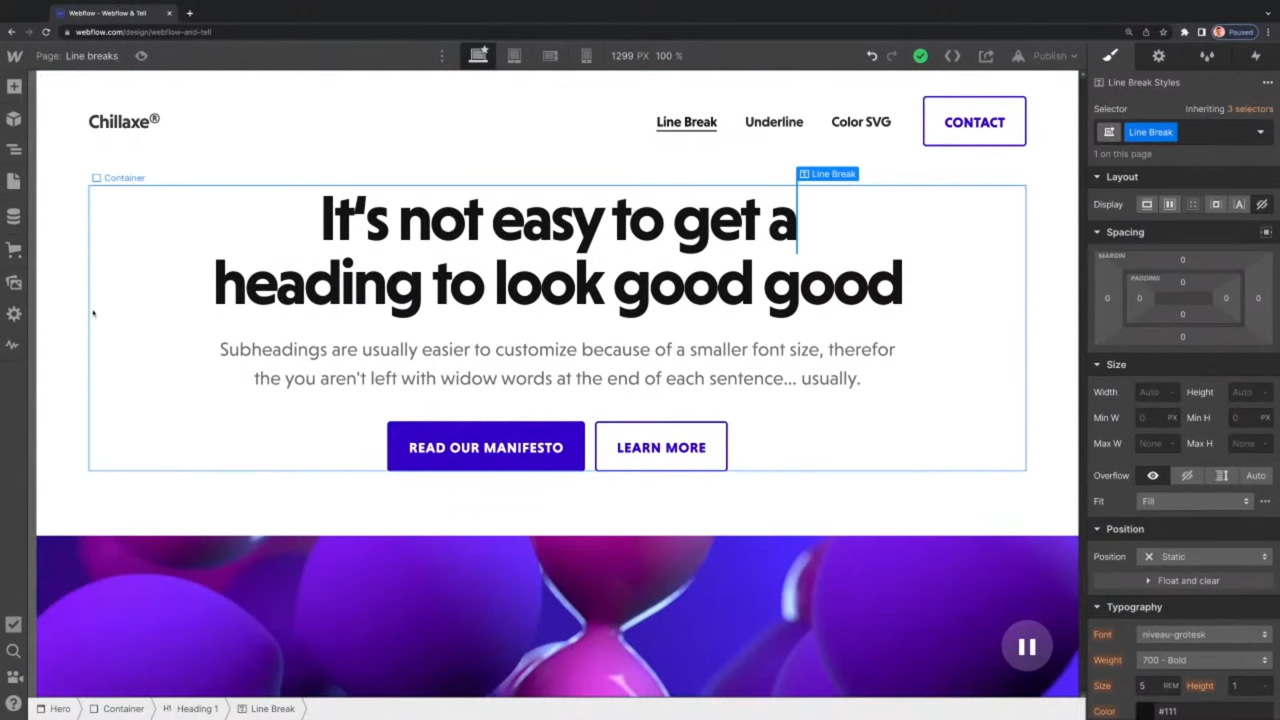 Webflow - Webflow & Tell
webflow.com/design/webflow-and-tell
Paused
Page: Line breaks
1299 PX 100 %
Publish
Chillaxe®
Line Break
Underline
Color SVG
CONTACT
Container
Line Break
It's not easy to get a
heading to look good good
Subheadings are usually easier to customize because of a smaller font size, therefor
the you aren't left with widow words at the end of each sentence... usually.
READ OUR MANIFESTO
LEARN MORE
Hero
Container
H1 Heading 1
Line Break
Line Break Styles
Selector
Inheriting 3 selectors
Line Break
1 on this page
Layout
Display
Spacing
MARGIN
0
PADDING
0
0 0 0 0
0
0
Size
Width Auto - Height Auto -
Min W 0 PX Min H 0 PX
Max W None - Max H None -
Overflow Auto
Fit Fill
Position
Position Static
Float and clear
Typography
Font niveau-grotesk
Weight 700 - Bold
Size 5 REM Height 1 -
Color #111